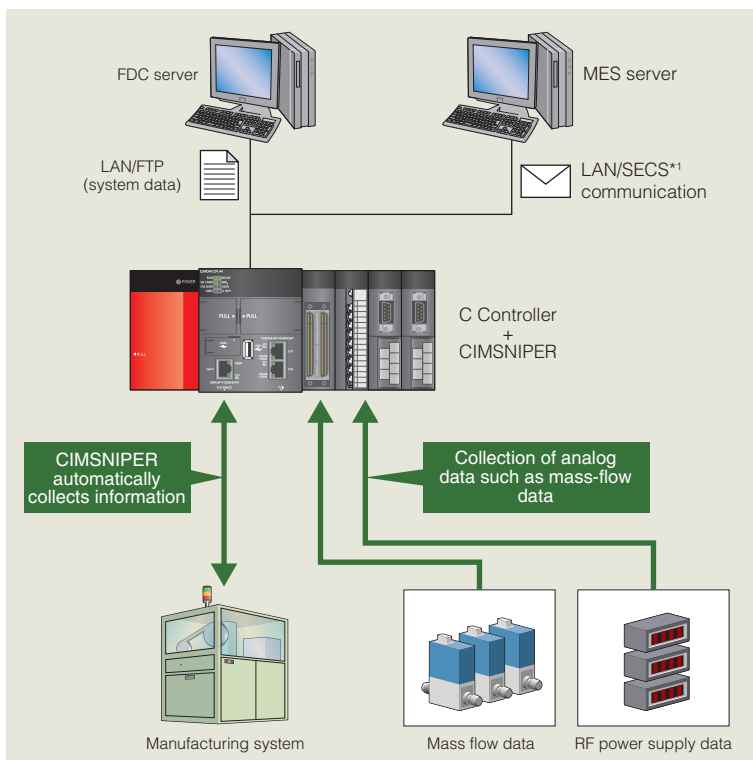 FDC server
MES server
LAN/FTP
(system data)
LAN/SECS*1
communication
POWER
PULL
PULL
PULL
C Controller
+
CIMSNIPER
CIMSNIPER
automatically
collects information
Collection of analog
data such as mass-flow
data
Manufacturing system
Mass flow data
RF power supply data